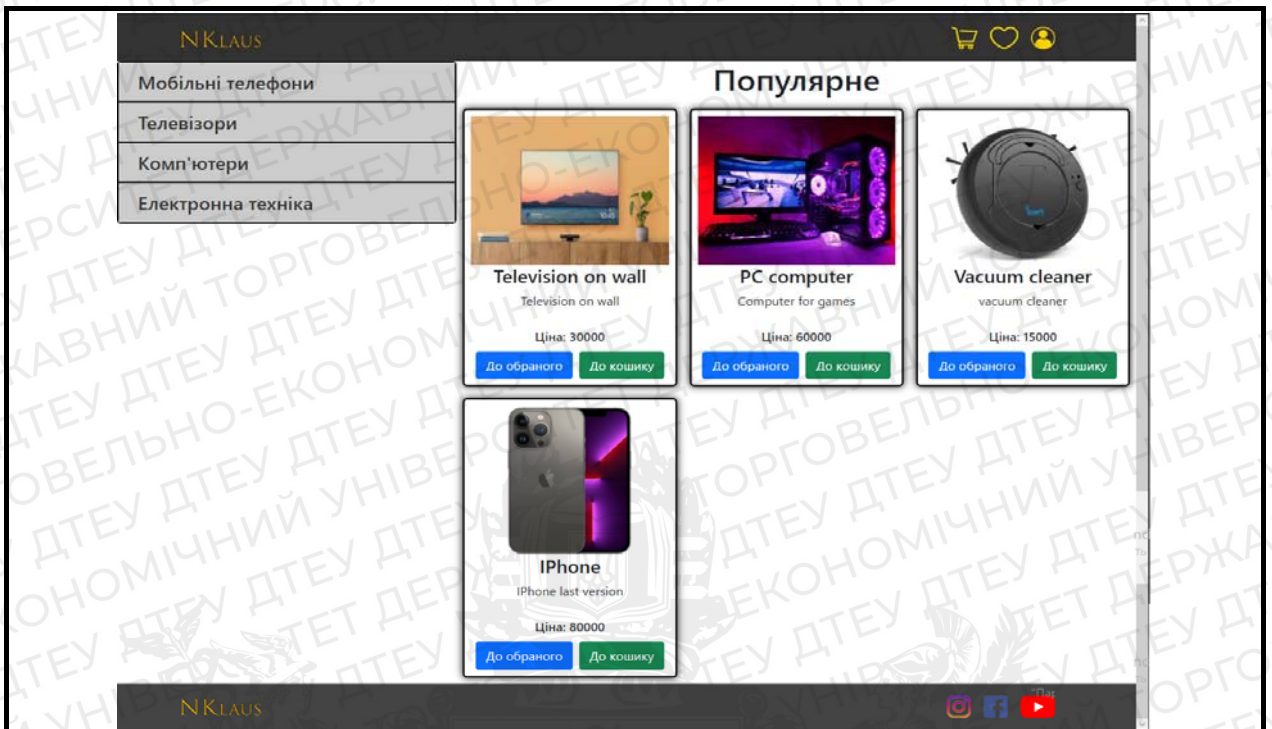 NKLAUS
Мобільні телефони
Телевізори
Комп'ютери
Електронна техніка
Популярне
Television on wall
Television on wall
Ціна: 30000
До обраного До кошику
PC computer
Computer for games
Ціна: 60000
До обраного До кошику
Vacuum cleaner
vacuum cleaner
Ціна: 15000
До обраного До кошику
IPhone
IPhone last version
Ціна: 80000
До обраного До кошику
NKLAUS